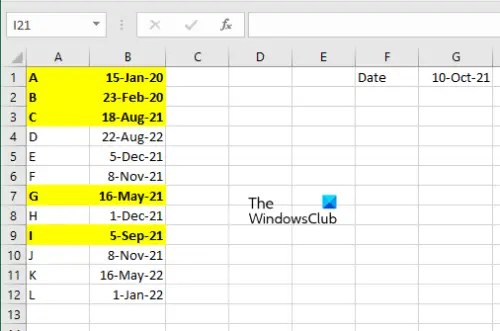 I21 fx
A B C D E F G
1 A 15-Jan-20 Date 10-Oct-21
2 B 23-Feb-20
3 C 18-Aug-21
4 D 22-Aug-22
5 E 5-Dec-21
6 F 8-Nov-21
7 G 16-May-21
The
8 H 1-Dec-21
WindowsClub
9 I 5-Sep-21
10 J 8-Nov-21
11 K 16-May-22
12 L 1-Jan-22
13